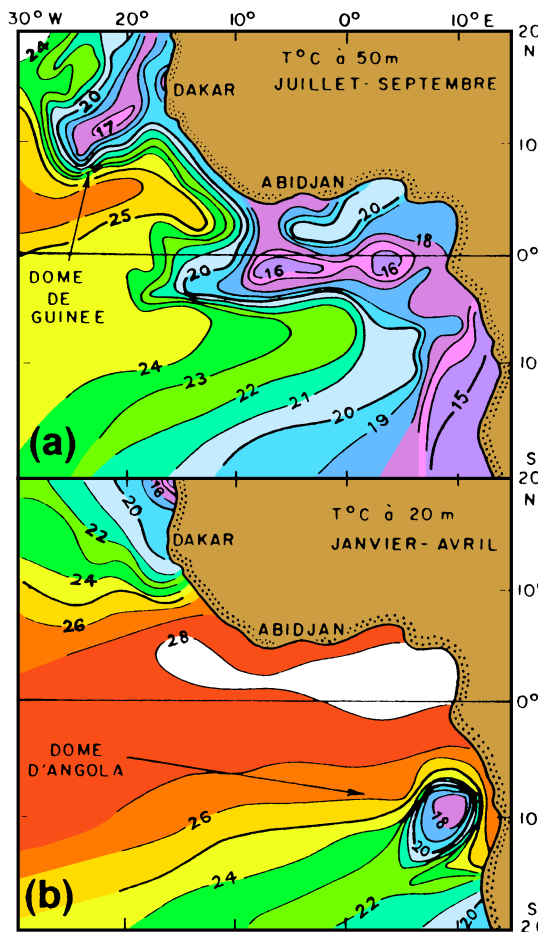 30° W 20° 10° 0° 10° E
20
N
24
20
DAKAR
T°C à 50 m
JUILLET-SEPTEMBRE
17
10°
ABIDJAN
25
20
18
0°
20
16
16
DOME
DE
GUINEE
24
23
22
21
20
19
15
10
(a)
S
20
N
16
20
22
DAKAR
T°C à 20 m
JANVIER-AVRIL
24
10°
26
ABIDJAN
28
0°
DOME
D'ANGOLA
18
10°
26
20
24
22
20
(b)
S